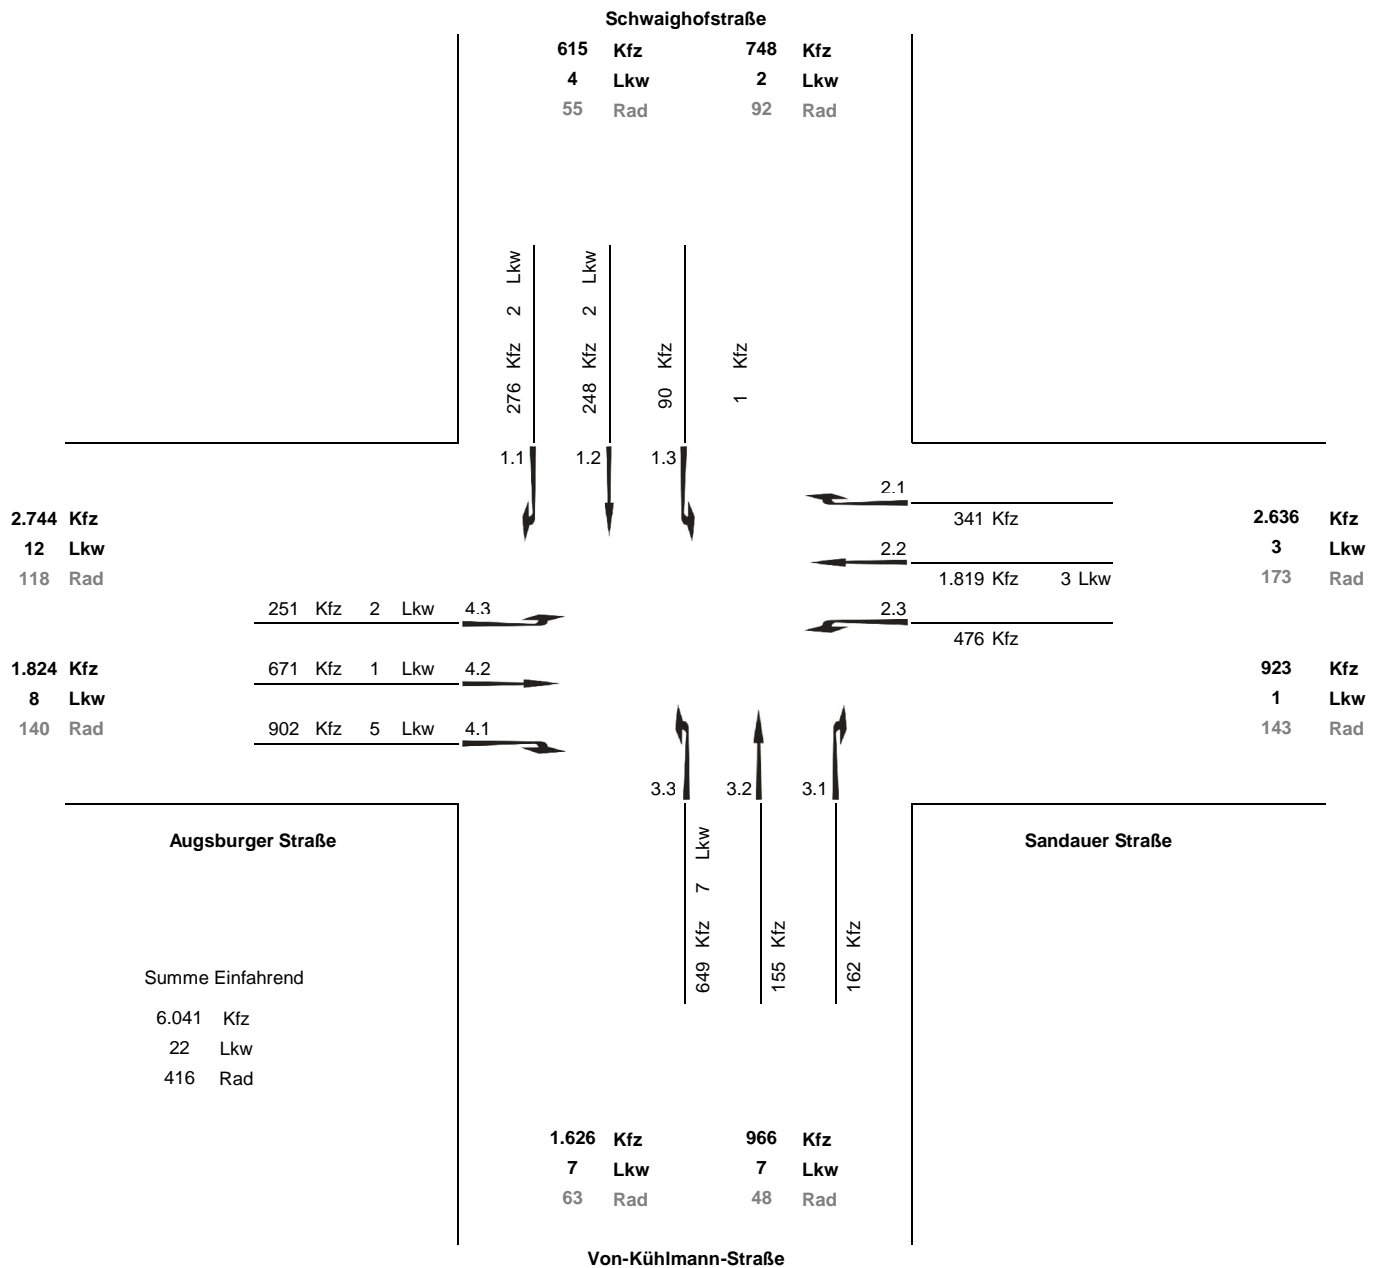 Schwaighofstraße
615 Kfz 748 Kfz
4 Lkw 2 Lkw
55 Rad 92 Rad
276 Kfz 2 Lkw
248 Kfz 2 Lkw
90 Kfz
1 Kfz
1.1 1.2 1.3
2.744 Kfz
12 Lkw
118 Rad
2.1
341 Kfz
2.2
1.819 Kfz 3 Lkw
2.3
476 Kfz
2.636 Kfz
3 Lkw
173 Rad
251 Kfz 2 Lkw 4.3
671 Kfz 1 Lkw 4.2
902 Kfz 5 Lkw 4.1
1.824 Kfz
8 Lkw
140 Rad
923 Kfz
1 Lkw
143 Rad
3.3 3.2 3.1
649 Kfz 7 Lkw
155 Kfz
162 Kfz
Augsburger Straße
Sandauer Straße
Summe Einfahrend
6.041 Kfz
22 Lkw
416 Rad
1.626 Kfz 966 Kfz
7 Lkw 7 Lkw
63 Rad 48 Rad
Von-Kühlmann-Straße